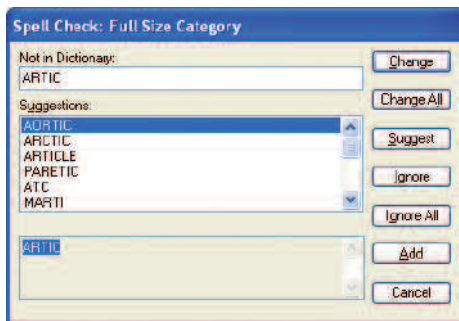 Spell Check: Full Size Category
Not in Dictionary:
ARTIC
Change
Change All
Suggestions:
AORTIC
ARCTIC
ARTICLE
PARETIC
ATC
MARTI
Suggest
Ignore
Ignore All
ARTIC
Add
Cancel